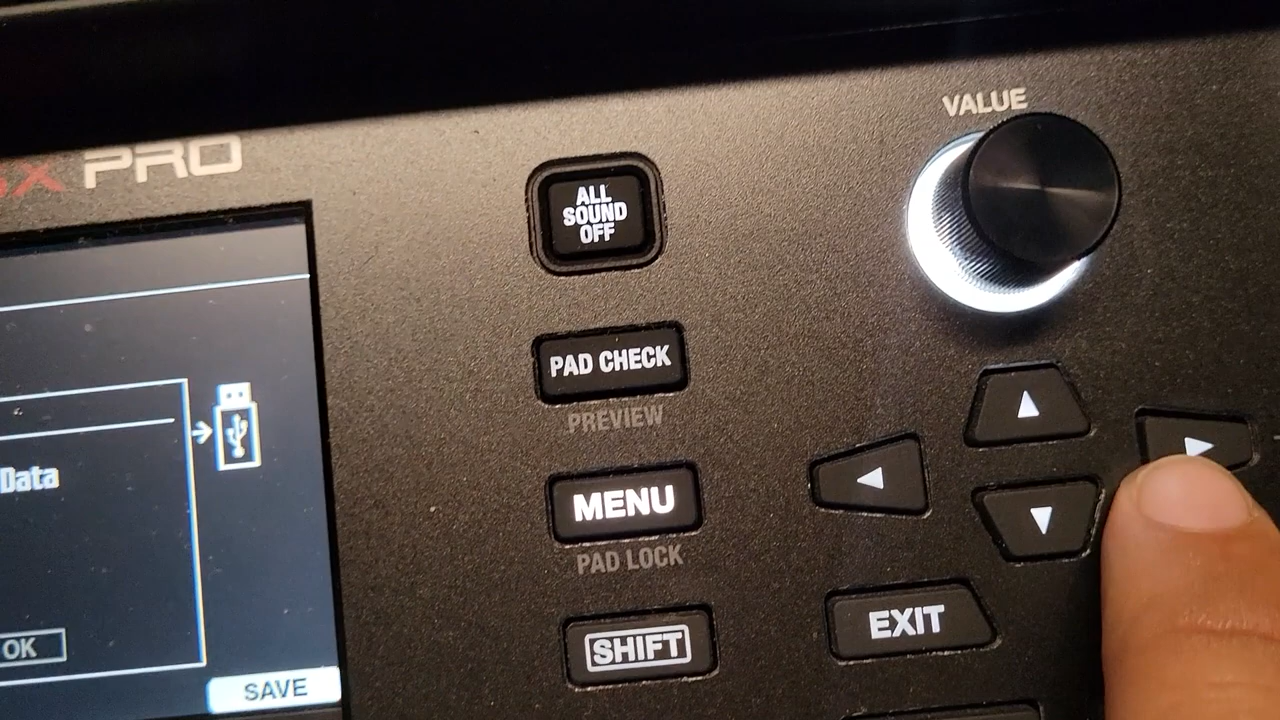 PRO
VALUE
ALL
SOUND
OFF
PAD CHECK
PREVIEW
Data
MENU
PAD LOCK
OK
SHIFT
EXIT
SAVE